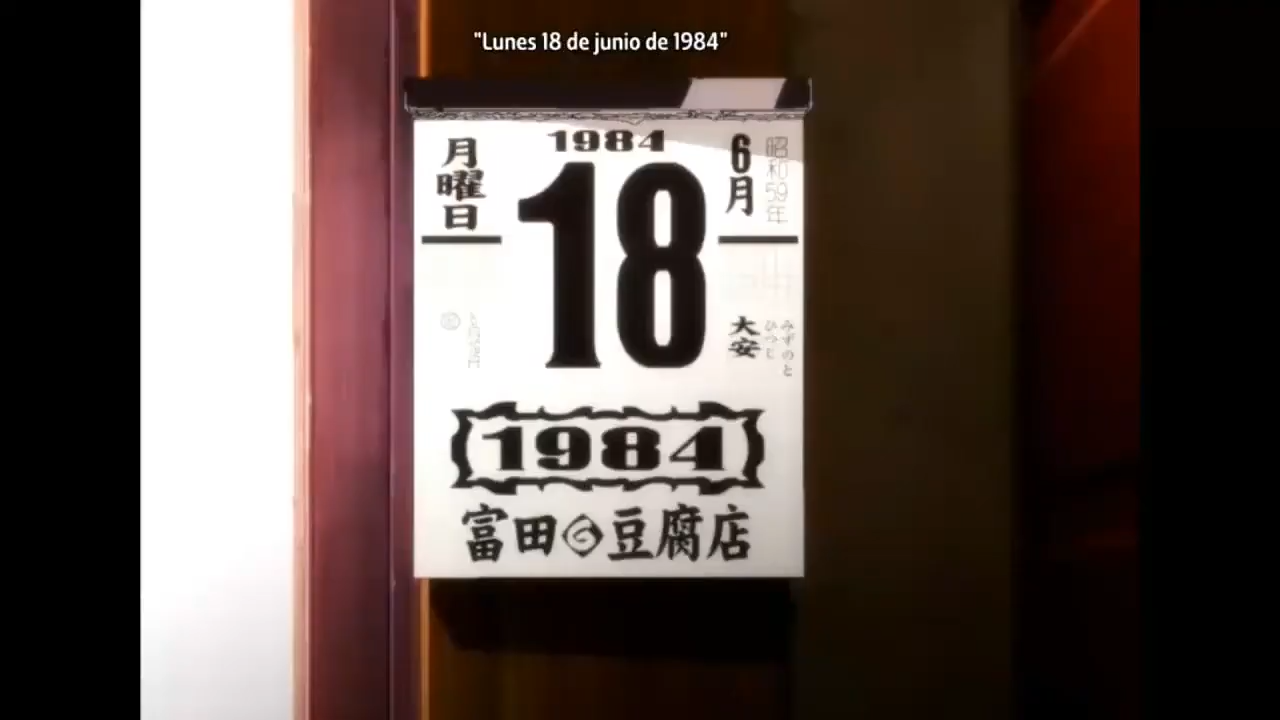 "Lunes 18 de junio de 1984"
1984
月曜日
18
6月
昭和59年
大安
みずのと
ひつじ
1984
富田豆腐店